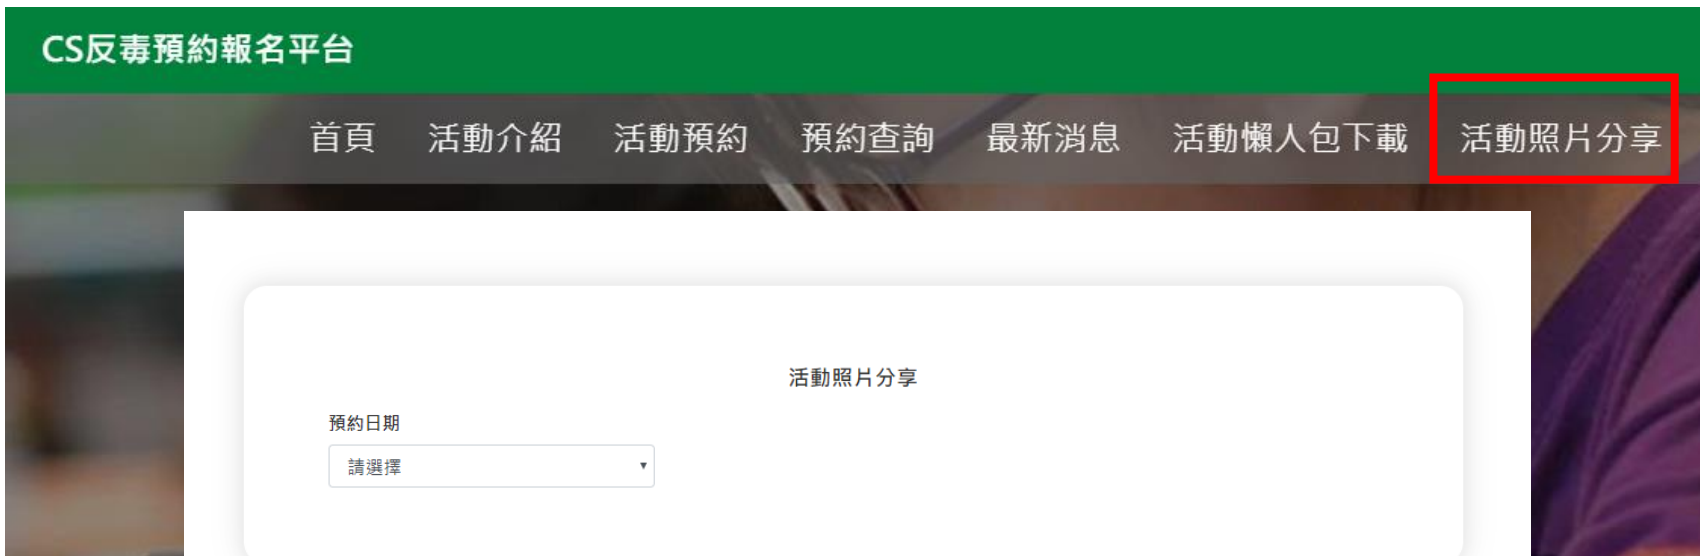 CS反毒預約報名平台
首頁 活動介紹 活動預約 預約查詢 最新消息 活動懶人包下載 活動照片分享
活動照片分享
預約日期
請選擇